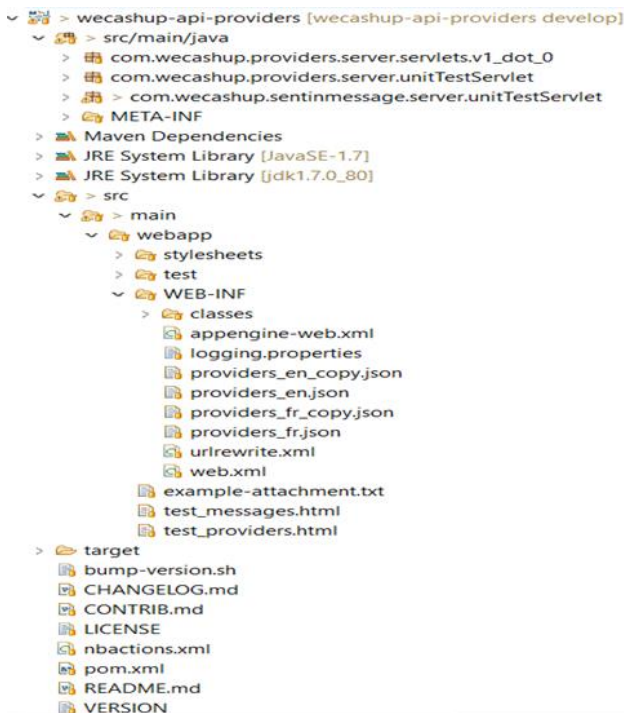 > wecashup-api-providers [wecashup-api-providers develop]
> src/main/java
com.wecashup.providers.server.servlets.v1_dot_0
com.wecashup.providers.server.unitTestServlet
> com.wecashup.sentinmessage.server.unitTestServlet
META-INF
Maven Dependencies
JRE System Library [JavaSE-1.7]
JRE System Library [jdk1.7.0_80]
> src
> main
webapp
stylesheets
test
WEB-INF
classes
appengine-web.xml
logging.properties
providers_en_copy.json
providers_en.json
providers_fr_copy.json
providers_fr.json
urlrewrite.xml
web.xml
example-attachment.txt
test_messages.html
test_providers.html
target
bump-version.sh
CHANGELOG.md
CONTRIB.md
LICENSE
nbactions.xml
pom.xml
README.md
VERSION